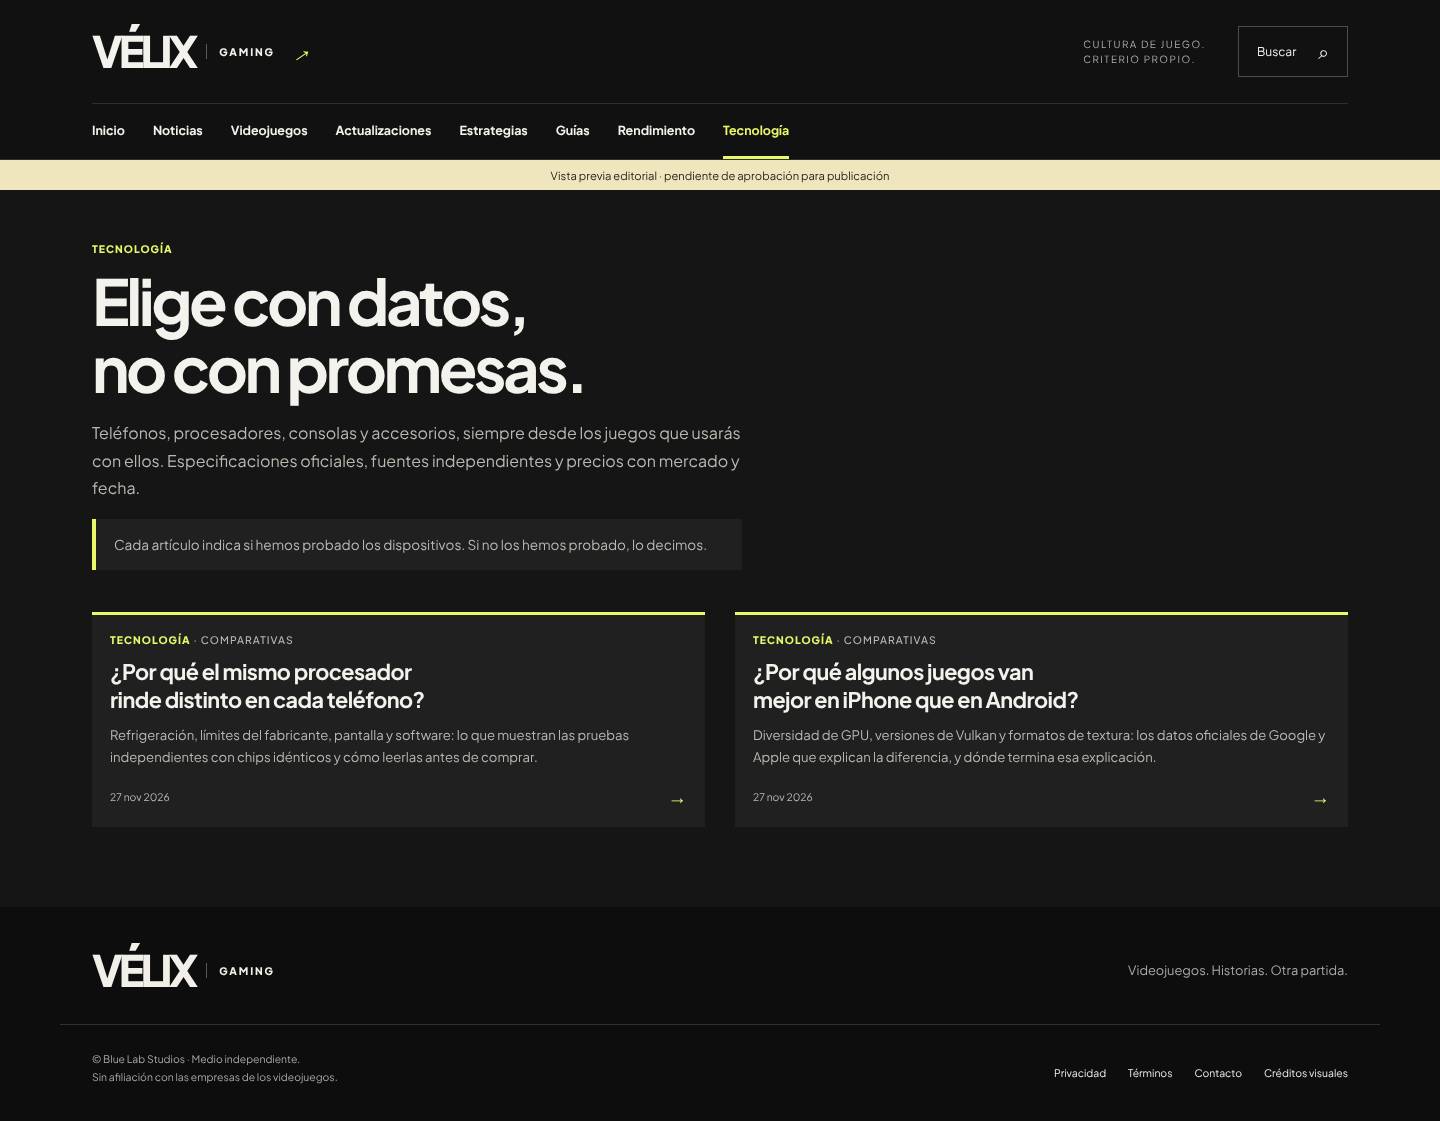 VÉLIX GAMING
CULTURA DE JUEGO.
CRITERIO PROPIO.
Buscar
Inicio Noticias Videojuegos Actualizaciones Estrategias Guías Rendimiento Tecnología
Vista previa editorial · pendiente de aprobación para publicación
TECNOLOGÍA
Elige con datos,
no con promesas.
Teléfonos, procesadores, consolas y accesorios, siempre desde los juegos que usarás
con ellos. Especificaciones oficiales, fuentes independientes y precios con mercado y
fecha.
Cada artículo indica si hemos probado los dispositivos. Si no los hemos probado, lo decimos.
TECNOLOGÍA · COMPARATIVAS
¿Por qué el mismo procesador
rinde distinto en cada teléfono?
Refrigeración, límites del fabricante, pantalla y software: lo que muestran las pruebas
independientes con chips idénticos y cómo leerlas antes de comprar.
27 nov 2026
TECNOLOGÍA · COMPARATIVAS
¿Por qué algunos juegos van
mejor en iPhone que en Android?
Diversidad de GPU, versiones de Vulkan y formatos de textura: los datos oficiales de Google y
Apple que explican la diferencia, y dónde termina esa explicación.
27 nov 2026
VÉLIX GAMING
Videojuegos. Historias. Otra partida.
© Blue Lab Studios · Medio independiente.
Sin afiliación con las empresas de los videojuegos.
Privacidad Términos Contacto Créditos visuales